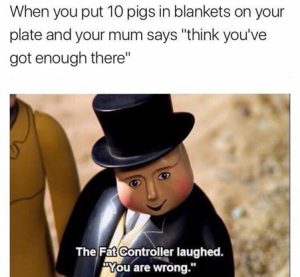 When you put 10 pigs in blankets on your
plate and your mum says "think you've
got enough there"
The Fat Controller laughed.
"You are wrong."